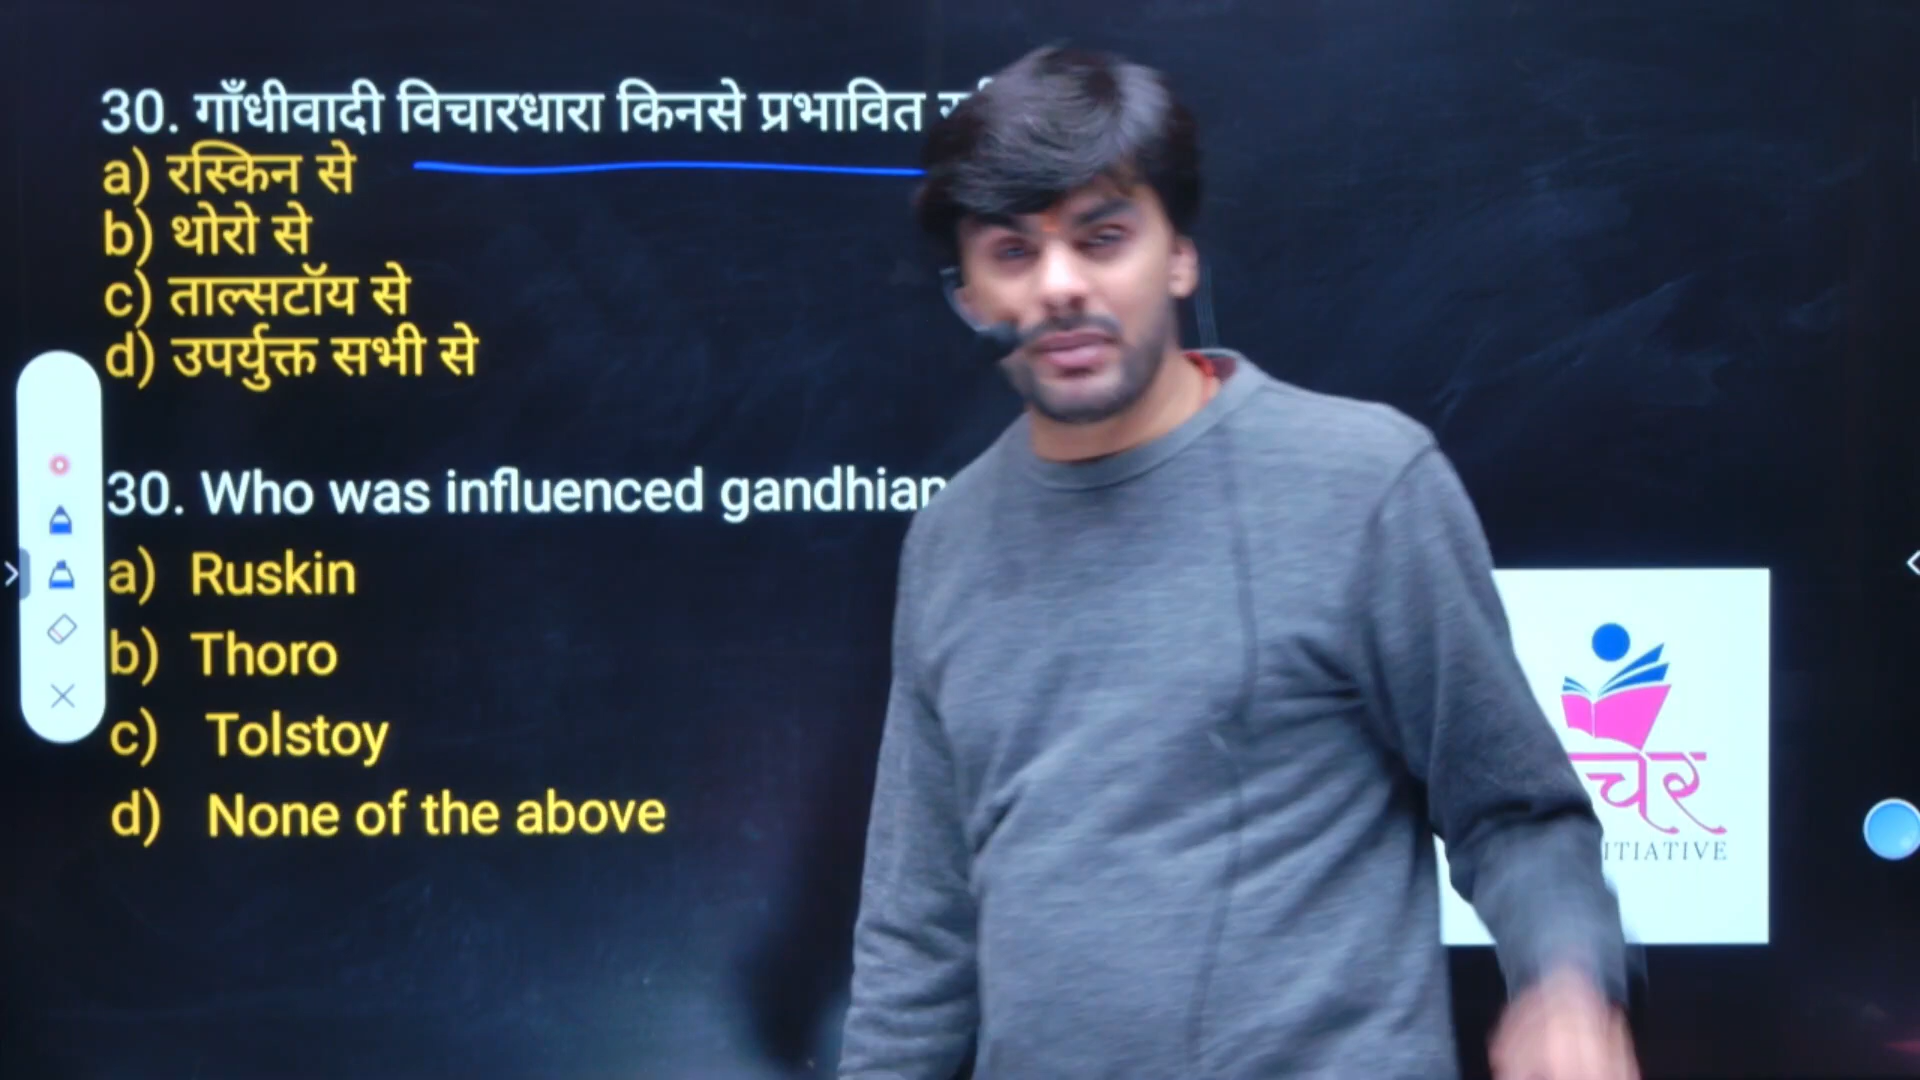 30. गाँधीवादी विचारधारा किनसे प्रभावित
a) रस्किन से
b) थोरो से
c) ताल्सटॉय से
d) उपर्युक्त सभी से
30. Who was influenced gandhian
a) Ruskin
b) Thoro
c) Tolstoy
d) None of the above